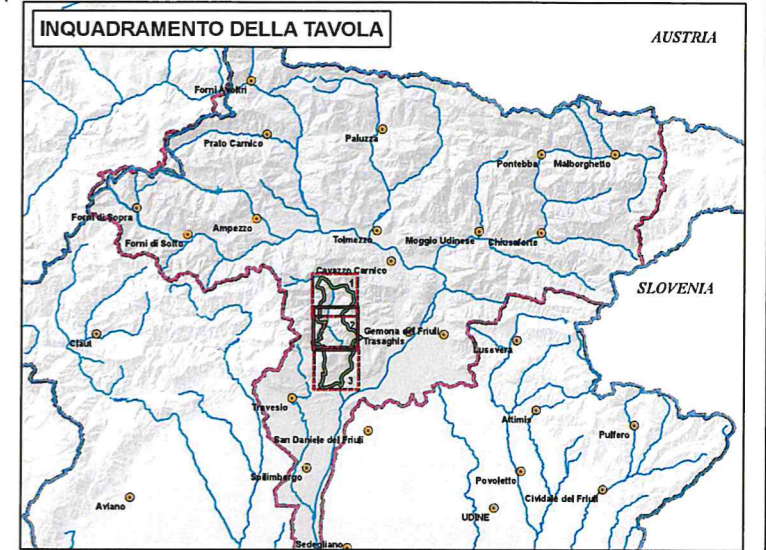 INQUADRAMENTO DELLA TAVOLA
AUSTRIA
Forni Avoltri
Prato Carnico
Paluzza
Pontebba
Malborghetto
Forni di Sopra
Forni di Sotto
Ampezzo
Tolmezzo
Moggio Udinese
Chiusaforte
Cavazzo Carnico
SLOVENIA
1
2
3
Gemona del Friuli
Trasaghis
Claut
Lusevera
Travesio
Attimis
Pulfero
San Daniele del Friuli
Spilimbergo
Povoletto
Cividale del Friuli
Aviano
UDINE
Sedegliano